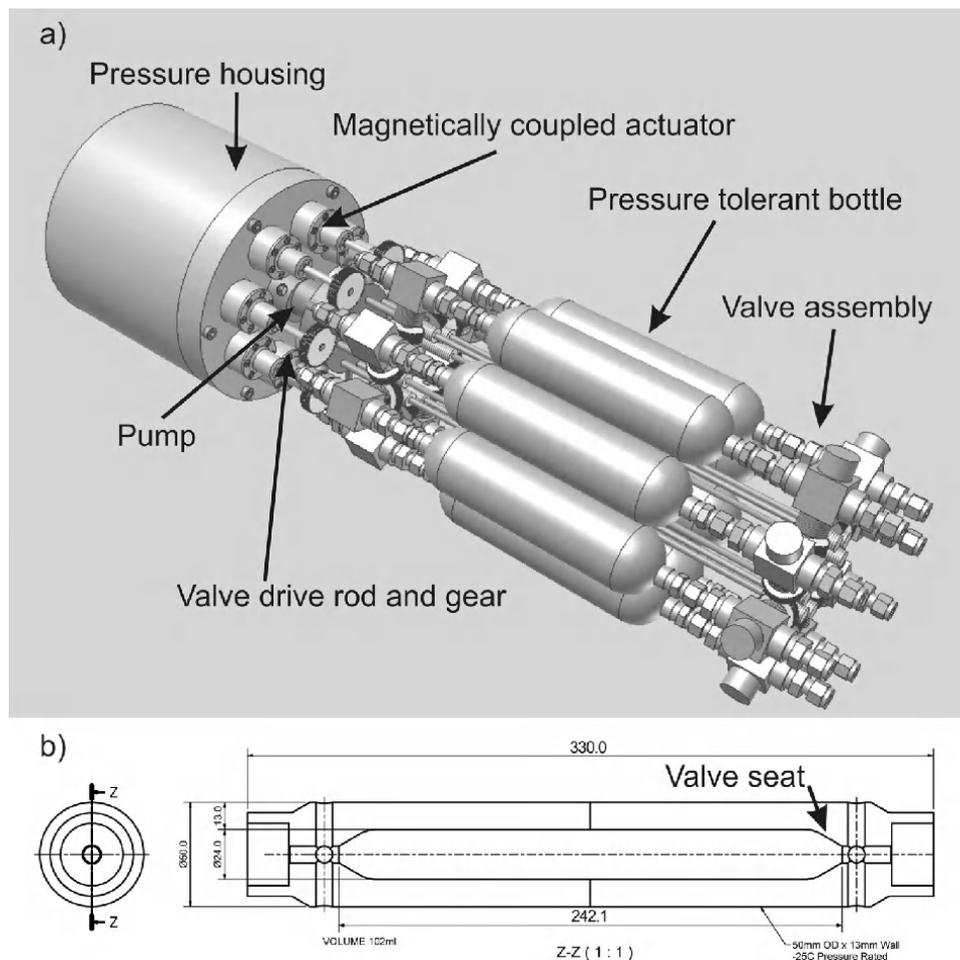 a)
Pressure housing
Magnetically coupled actuator
Pressure tolerant bottle
Valve assembly
Pump
Valve drive rod and gear
b)
330.0
Valve seat
Z
13.0
Ø50.0
Ø24.0
Z
242.1
VOLUME 102ml
Z-Z ( 1 : 1 )
50mm OD x 13mm Wall
-25C Pressure Rated